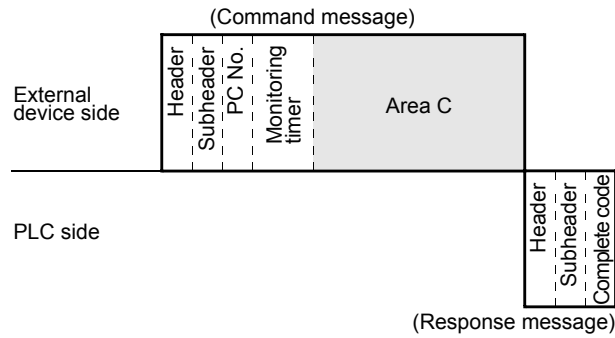 (Command message)
External
device side
Header
Subheader
PC No.
Monitoring
timer
Area C
PLC side
Header
Subheader
Complete code
(Response message)